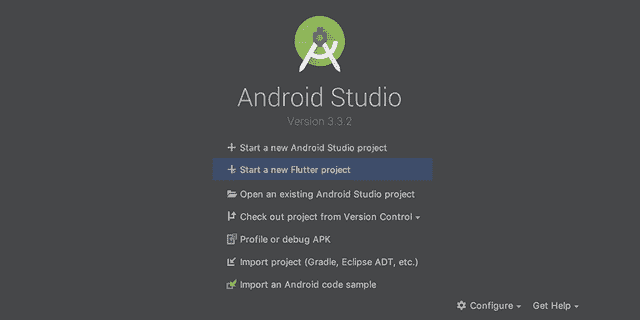 Android Studio
Version 3.3.2
Start a new Android Studio project
Start a new Flutter project
Open an existing Android Studio project
Check out project from Version Control
Profile or debug APK
Import project (Gradle, Eclipse ADT, etc.)
Import an Android code sample
Configure Get Help